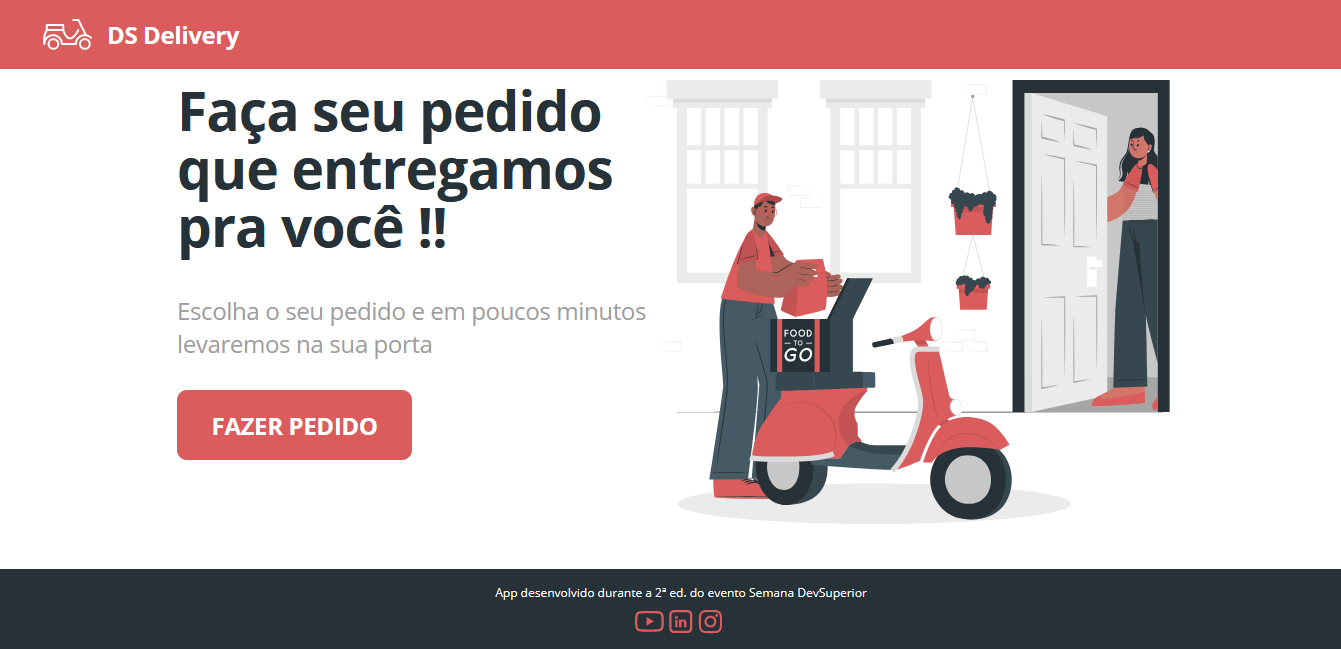 DS Delivery
Faça seu pedido
que entregamos
pra você !!
Escolha o seu pedido e em poucos minutos
levaremos na sua porta
FAZER PEDIDO
FOOD
TO
GO
App desenvolvido durante a 2ª ed. do evento Semana DevSuperior
in